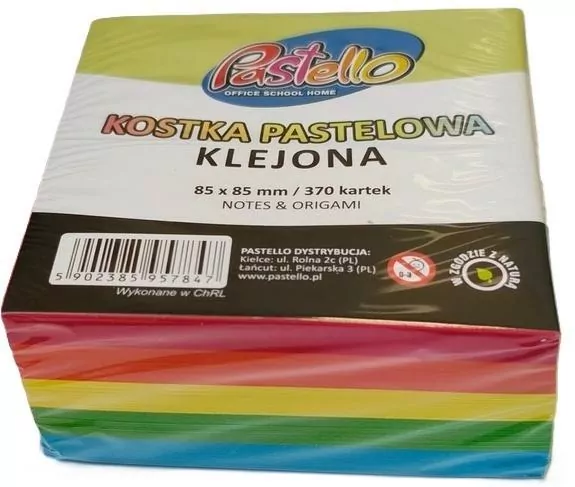 Pastello
OFFICE SCHOOL HOME
KOSTKA PASTELOWA
KLEJONA
85 x 85 mm / 370 kartek
NOTES & ORIGAMI
PASTELLO DYSTRYBUCJA:
Kielce: ul. Rolna 2c (PL)
Łańcut: ul. Piekarska 3 (PL)
www.pastello.pl
5 902385 957847
Wykonane w ChRL
0-3
W ZGODZIE Z NATURĄ